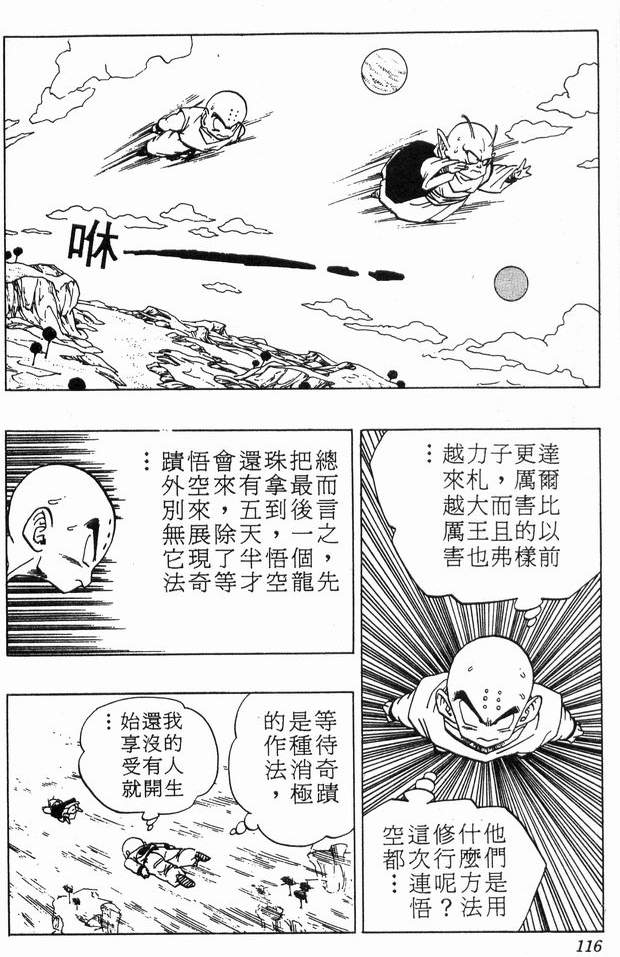 咻
達爾比以前
更厲害的樣
子，而且弗
力札大王也
越來越厲害
…
他們是用
什麼方法
修行呢？
這次連悟
空都…
總而言之，先
把最後一個龍
珠拿到，悟空
還有五天半才
會來，除了等
悟空來展現奇
蹟外別無它法
…
等待奇蹟
是種消極
的作法，
我的人生
還沒有開
始享受就
…
116